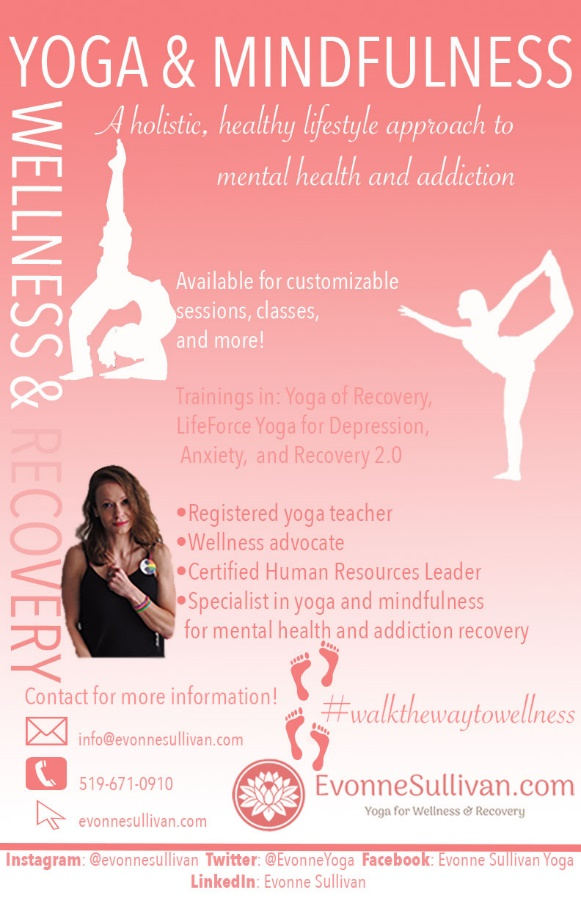 YOGA & MINDFULNESS
WELLNESS & RECOVERY
A holistic, healthy lifestyle approach to
mental health and addiction
Available for customizable
sessions, classes,
and more!
Trainings in: Yoga of Recovery,
LifeForce Yoga for Depression,
Anxiety, and Recovery 2.0
•Registered yoga teacher
•Wellness advocate
•Certified Human Resources Leader
•Specialist in yoga and mindfulness
for mental health and addiction recovery
Contact for more information!
#walkthewaytowellness
info@evonnesullivan.com
519-671-0910
evonnesullivan.com
EvonneSullivan.com
Yoga for Wellness & Recovery
Instagram: @evonnesullivan Twitter: @EvonneYoga Facebook: Evonne Sullivan Yoga
LinkedIn: Evonne Sullivan